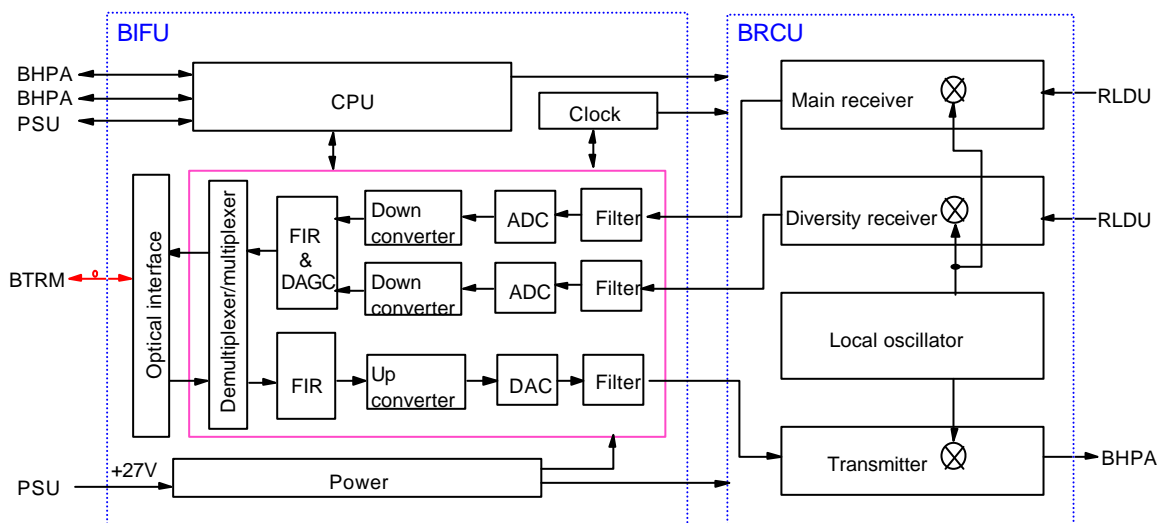 BIFU
BRCU
BHPA
BHPA
PSU
CPU
Clock
Main receiver
RLDU
Diversity receiver
RLDU
Local oscillator
Transmitter
BHPA
BTRM
Optical interface
Demultiplexer/multiplexer
FIR
&
DAGC
Down
converter
ADC
Filter
Down
converter
ADC
Filter
FIR
Up
converter
DAC
Filter
PSU
+27V
Power